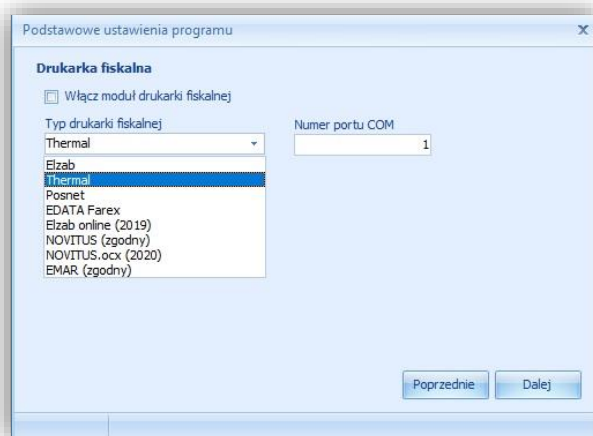 Podstawowe ustawienia programu
x
Drukarka fiskalna
Włącz moduł drukarki fiskalnej
Typ drukarki fiskalnej
Numer portu COM
Thermal
1
Elzab
Thermal
Posnet
EDATA Farex
Elzab online (2019)
NOVITUS (zgodny)
NOVITUS.ocx (2020)
EMAR (zgodny)
Poprzednie
Dalej